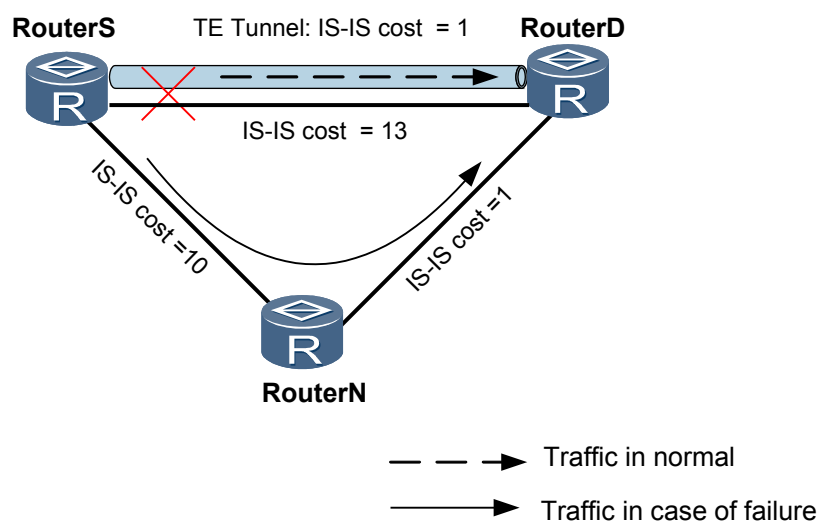 RouterS
TE Tunnel: IS-IS cost = 1
RouterD
R
R
IS-IS cost = 13
IS-IS cost =10
IS-IS cost =1
R
RouterN
Traffic in normal
Traffic in case of failure